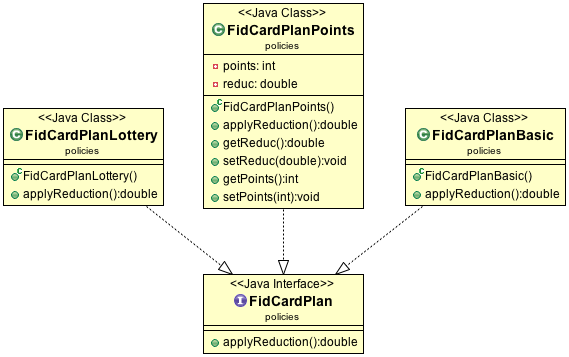 <<Java Class>>
FidCardPlanPoints
policies
points: int
reduc: double
FidCardPlanPoints()
applyReduction():double
getReduc():double
setReduc(double):void
getPoints():int
setPoints(int):void
<<Java Class>>
FidCardPlanLottery
policies
FidCardPlanLottery()
applyReduction():double
<<Java Class>>
FidCardPlanBasic
policies
FidCardPlanBasic()
applyReduction():double
<<Java Interface>>
FidCardPlan
policies
applyReduction():double